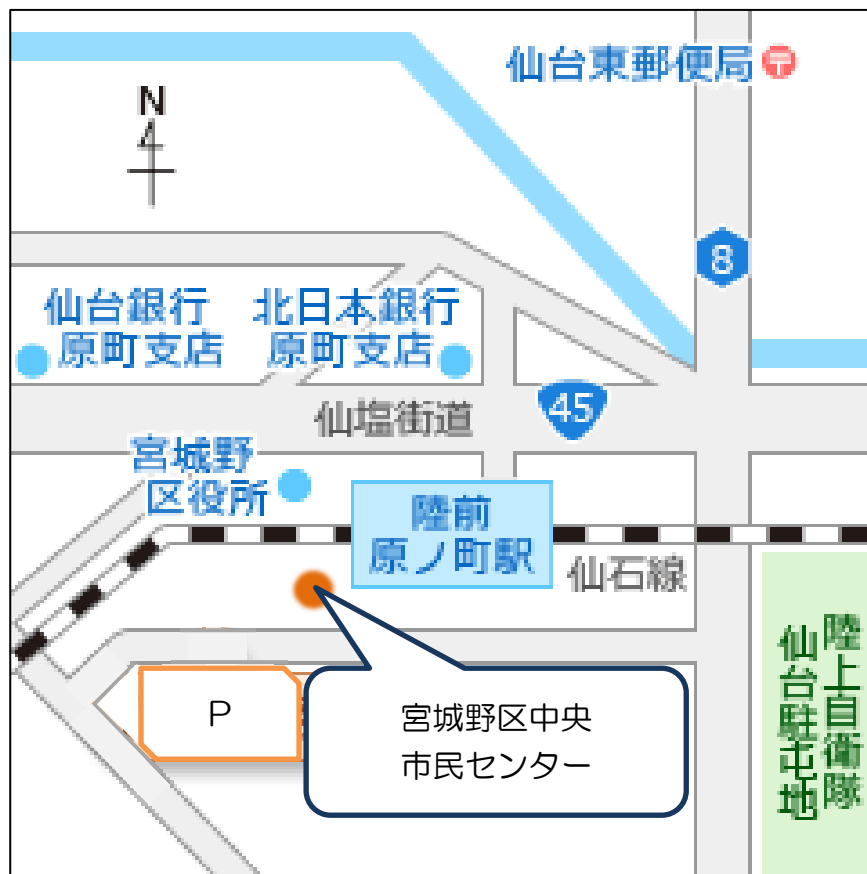 仙台東郵便局
〒
N
8
仙台銀行
原町支店
北日本銀行
原町支店
仙塩街道
45
宮城野
区役所
陸前
原ノ町駅
仙石線
陸上自衛隊
仙台駐屯地
P
宮城野区中央
市民センター